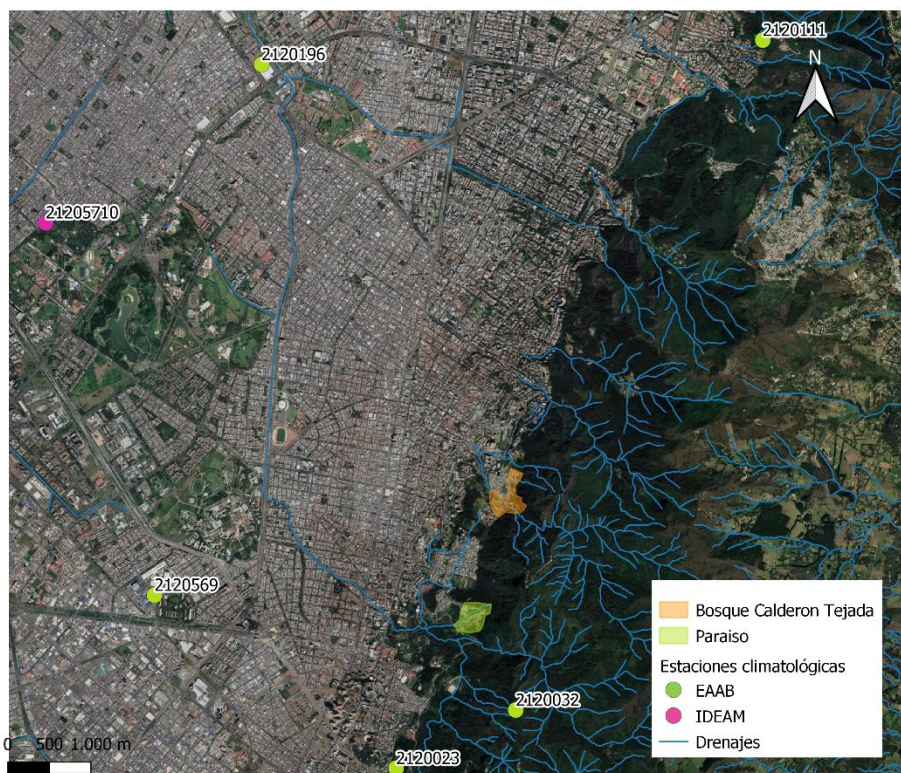 2120111
2120196
N
21205710
2120569
2120032
2120023
Bosque Calderon Tejada
Paraiso
Estaciones climatológicas
EAAB
IDEAM
Drenajes
0 500 1.000 m